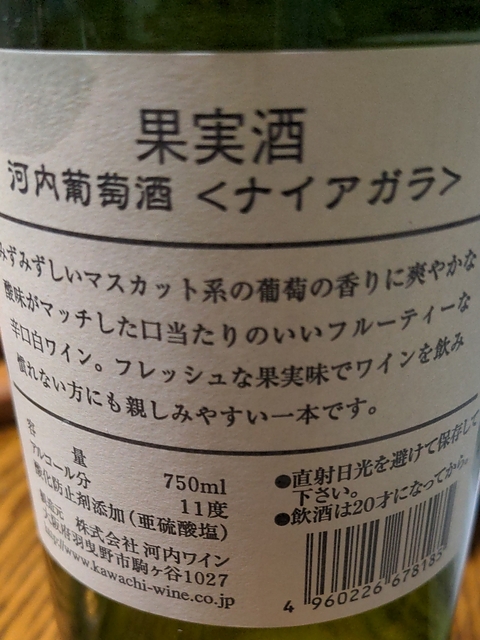 果実酒
河内葡萄酒 <ナイアガラ>
みずみずしいマスカット系の葡萄の香りに爽やかな
酸味がマッチした口当たりのいいフルーティーな
辛口白ワイン。フレッシュな果実味でワインを飲み
慣れない方にも親しみやすい一本です。
容 量 750ml
アルコール分 11度
酸化防止剤添加(亜硫酸塩)
製造元 株式会社 河内ワイン
大阪府羽曳野市駒ヶ谷1027
http://www.kawachi-wine.co.jp
●直射日光を避けて保存して
下さい。
●飲酒は20才になってから。
4 960226 678185